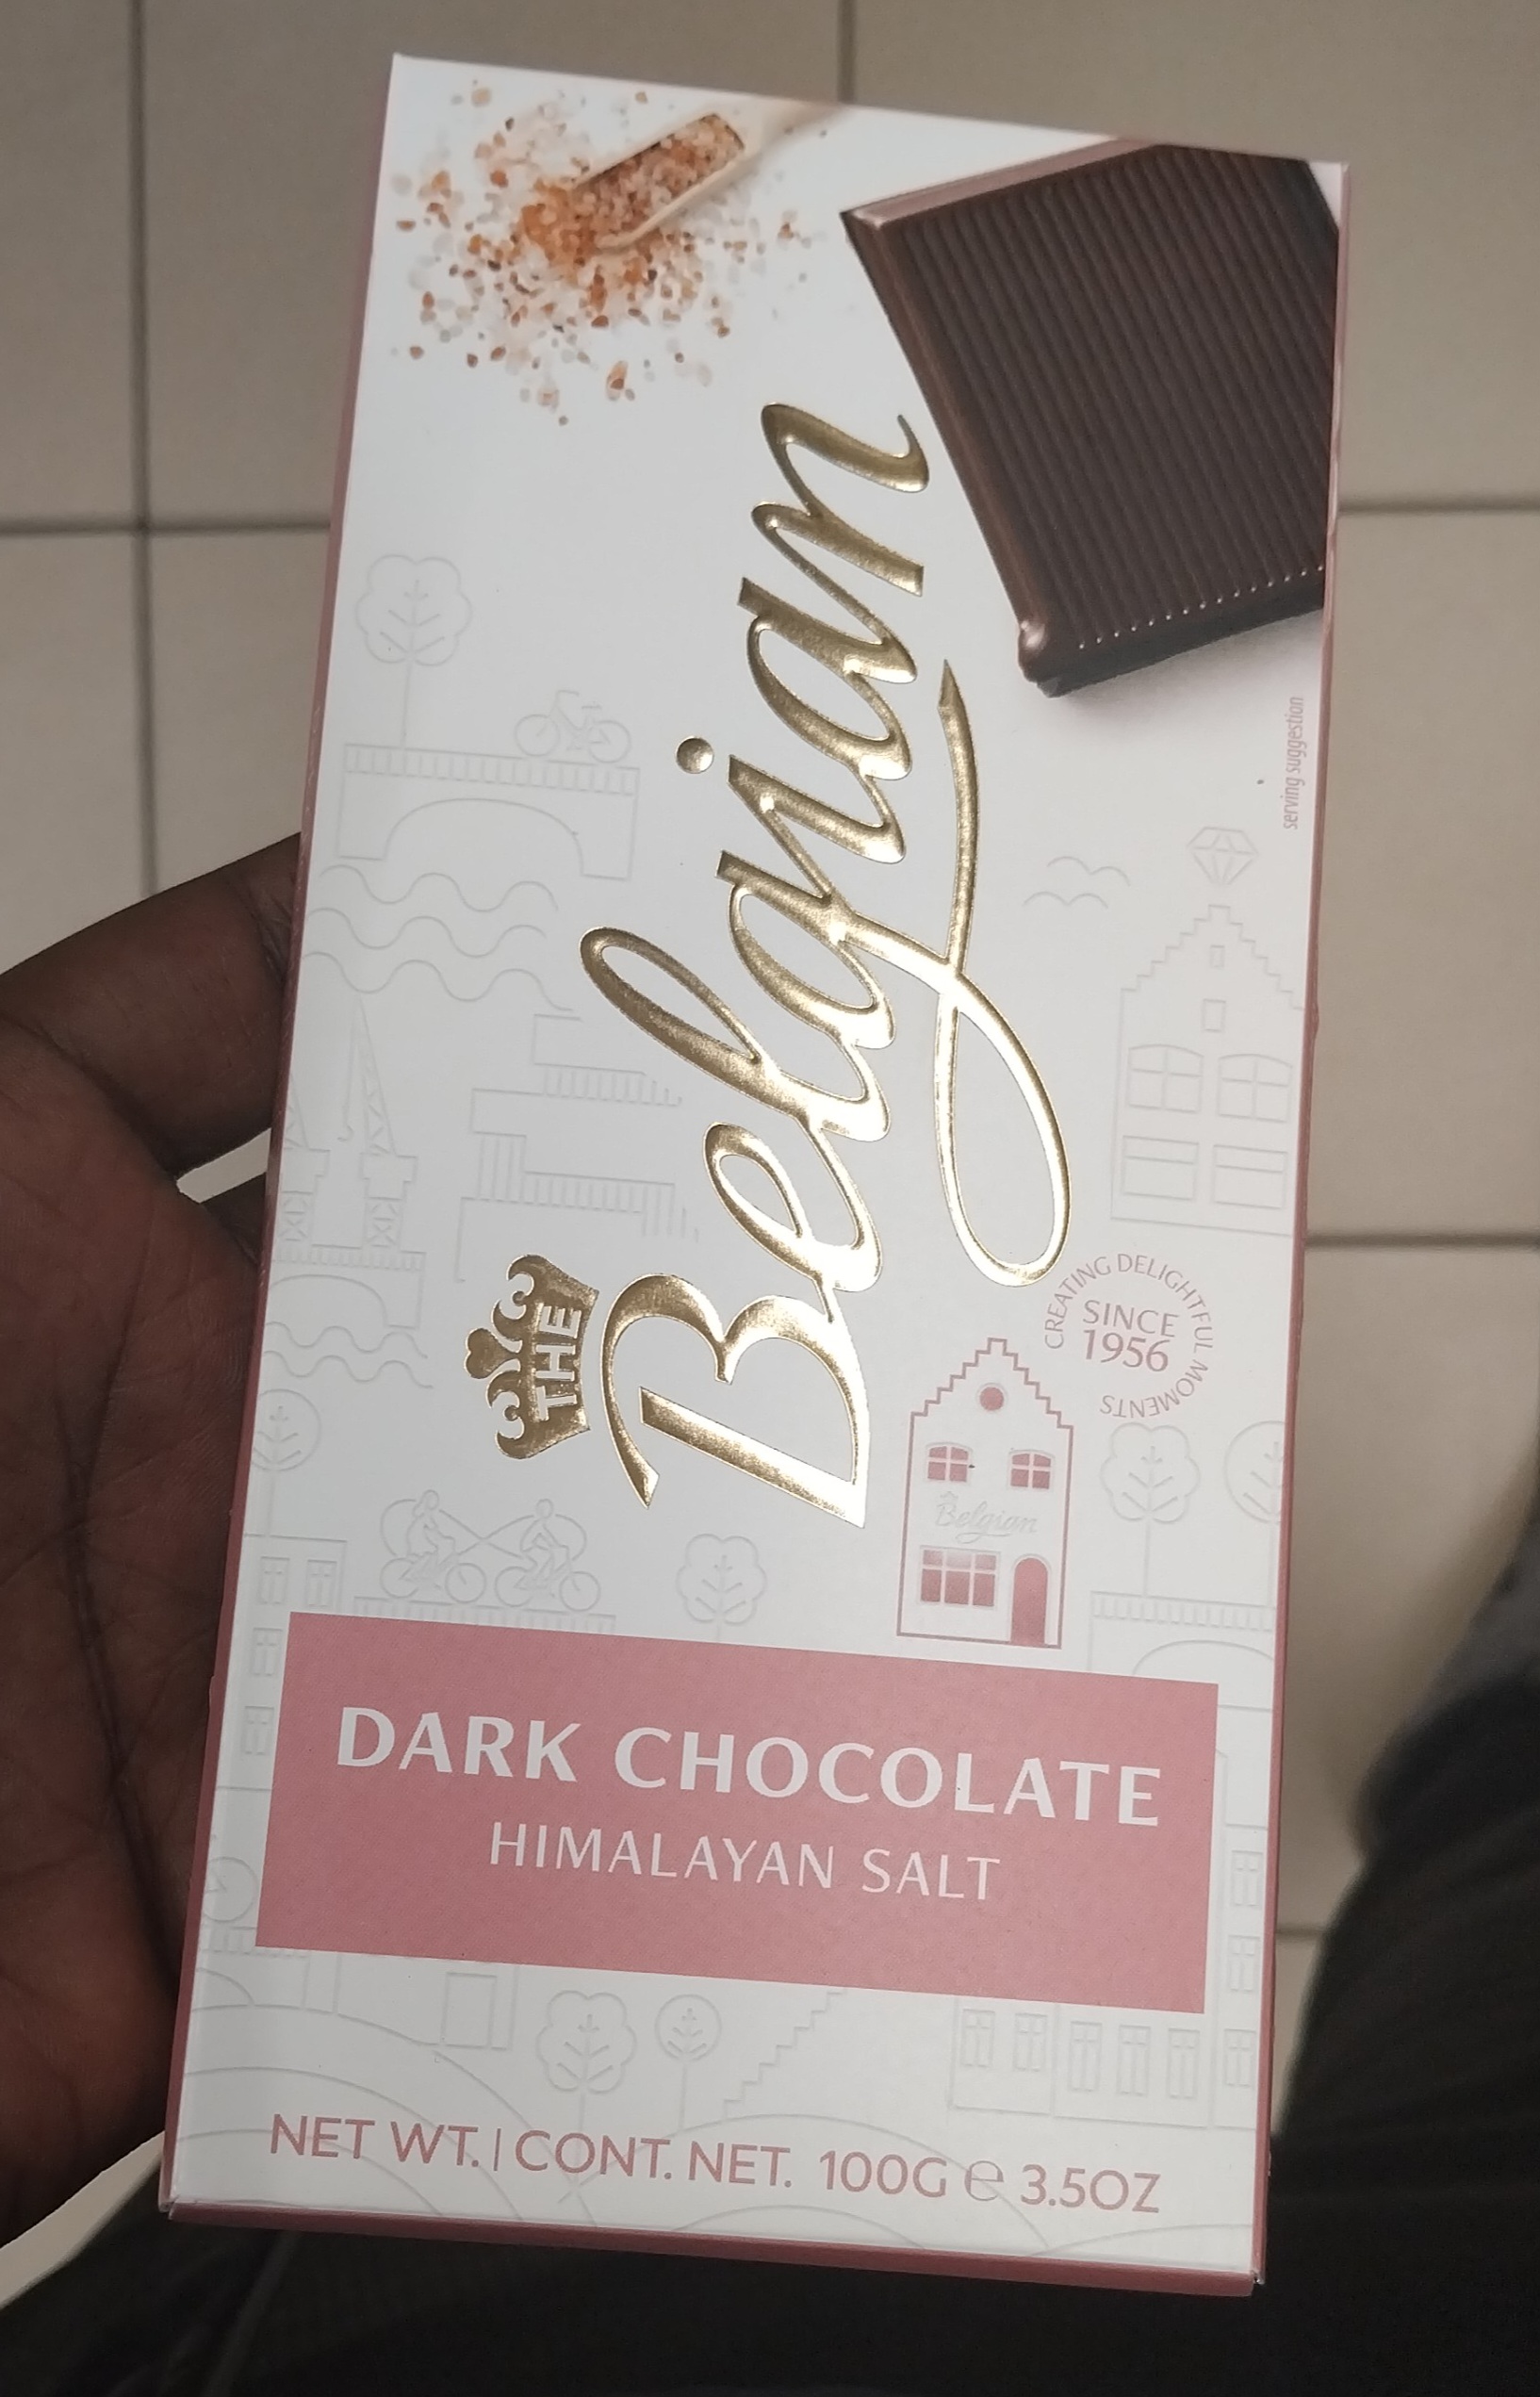 THE
Belgian
serving suggestion
CREATING DELIGHTFUL MOMENTS
SINCE
1956
Belgian
DARK CHOCOLATE
HIMALAYAN SALT
NET WT. | CONT. NET. 100G ℮ 3.5OZ